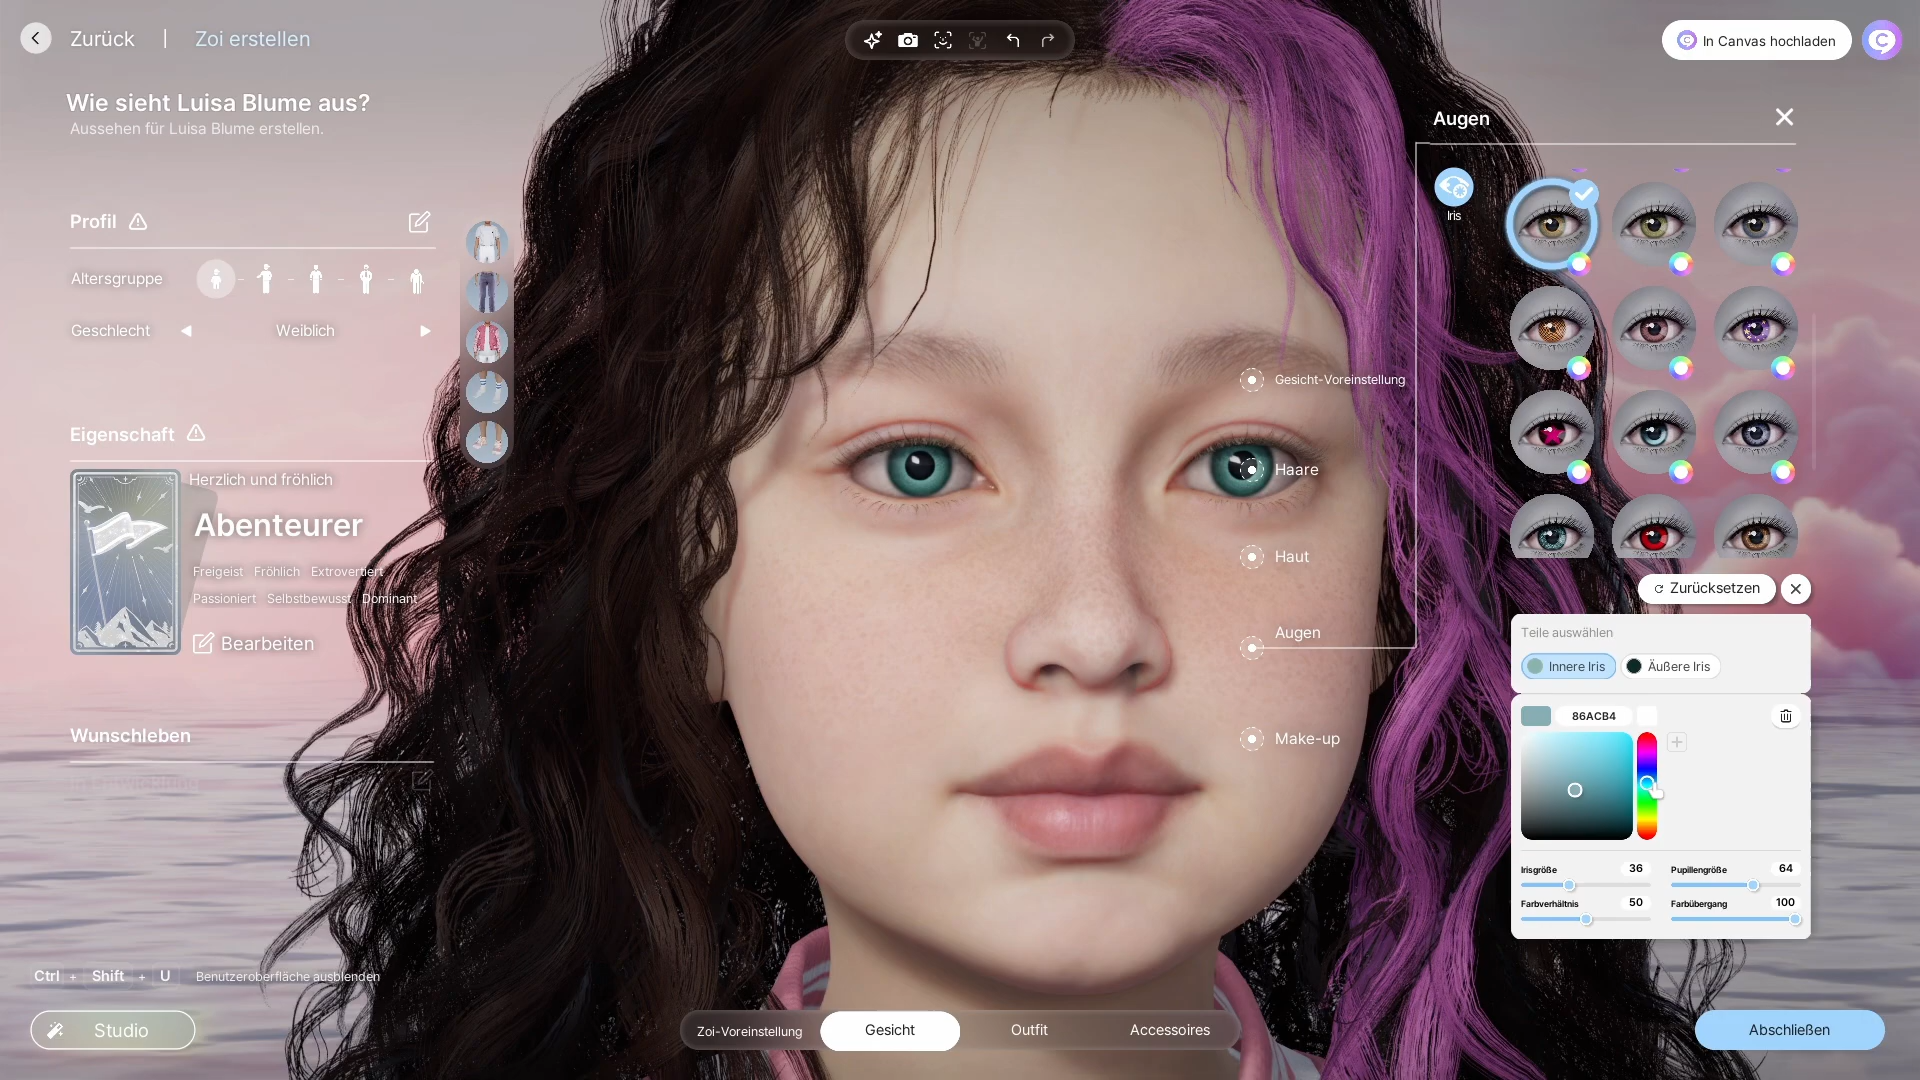 Zurück | Zoi erstellen
In Canvas hochladen
Wie sieht Luisa Blume aus?
Aussehen für Luisa Blume erstellen.
Augen
Iris
Profil
Altersgruppe
Geschlecht
Weiblich
Gesicht-Voreinstellung
Haare
Haut
Augen
Make-up
Eigenschaft
Herzlich und fröhlich
Abenteurer
Freigeist Fröhlich Extrovertiert
Passioniert Selbstbewusst Dominant
Bearbeiten
Wunschleben
In Entwicklung
Zurücksetzen
Teile auswählen
Innere Iris
Äußere Iris
86ACB4
Irisgröße 36
Pupillengröße 64
Farbverhältnis 50
Farbübergang 100
Ctrl + Shift + U Benutzeroberfläche ausblenden
Studio
Zoi-Voreinstellung
Gesicht
Outfit
Accessoires
Abschließen